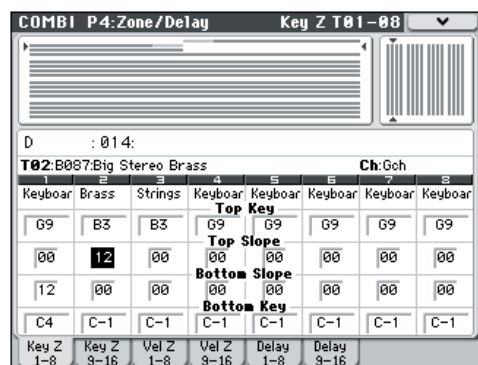 COMBI P4:Zone/Delay Key Z T01-08
D :014:
T02:B087:Big Stereo Brass Ch:Gch
1 2 3 4 5 6 7 8
Keyboar Brass Strings Keyboar Keyboar Keyboar Keyboar Keyboar
Top Key
G9 B3 B3 G9 G9 G9 G9 G9
Top Slope
00 12 00 00 00 00 00 00
Bottom Slope
12 00 00 00 00 00 00 00
Bottom Key
C4 C-1 C-1 C-1 C-1 C-1 C-1 C-1
Key Z Key Z Vel Z Vel Z Delay Delay
1-8 9-16 1-8 9-16 1-8 9-16